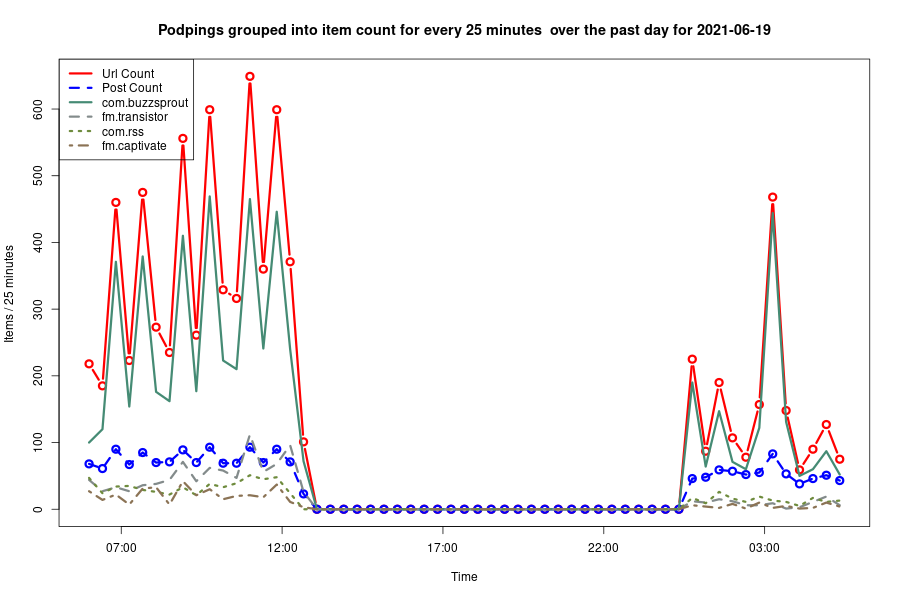 Podpings grouped into item count for every 25 minutes  over the past day for 2021-06-19
Url Count
Post Count
com.buzzsprout
fm.transistor
com.rss
fm.captivate
Items / 25 minutes
600
500
400
300
200
100
0
07:00 12:00 17:00 22:00 03:00
Time